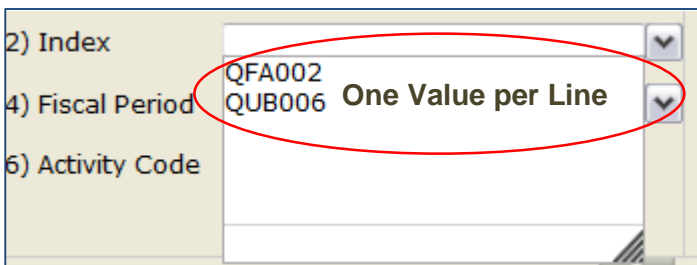 2) Index
QFA002
4) Fiscal Period QUB006 One Value per Line
6) Activity Code